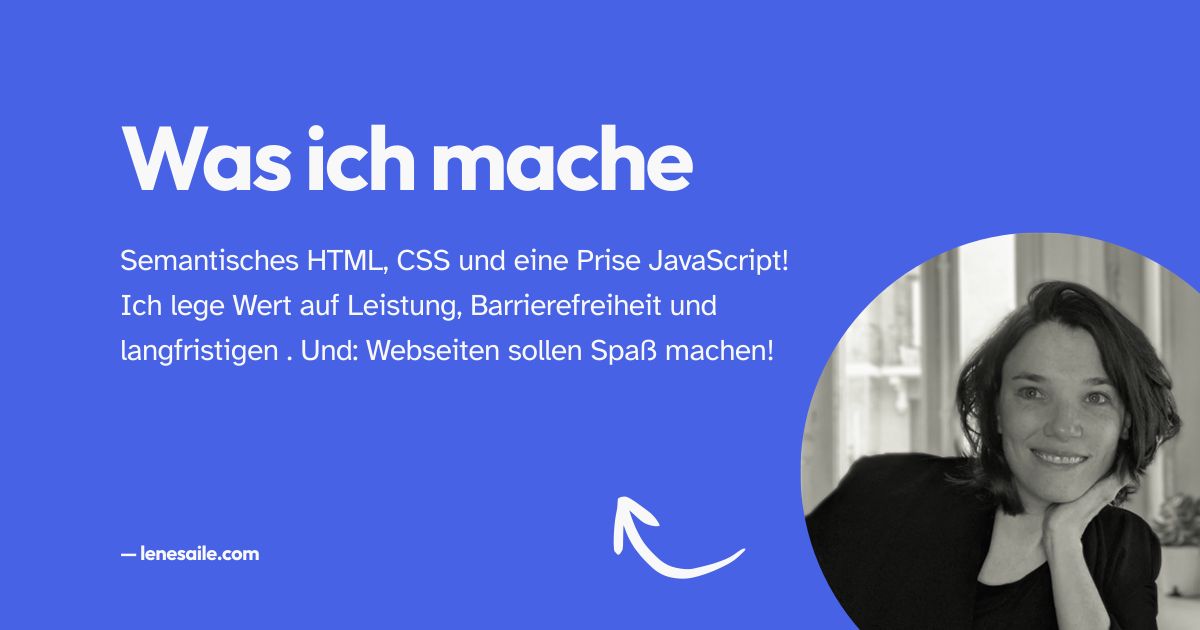 Was ich mache
Semantisches HTML, CSS und eine Prise JavaScript!
Ich lege Wert auf Leistung, Barrierefreiheit und
langfristigen . Und: Webseiten sollen Spaß machen!
— lenesaile.com